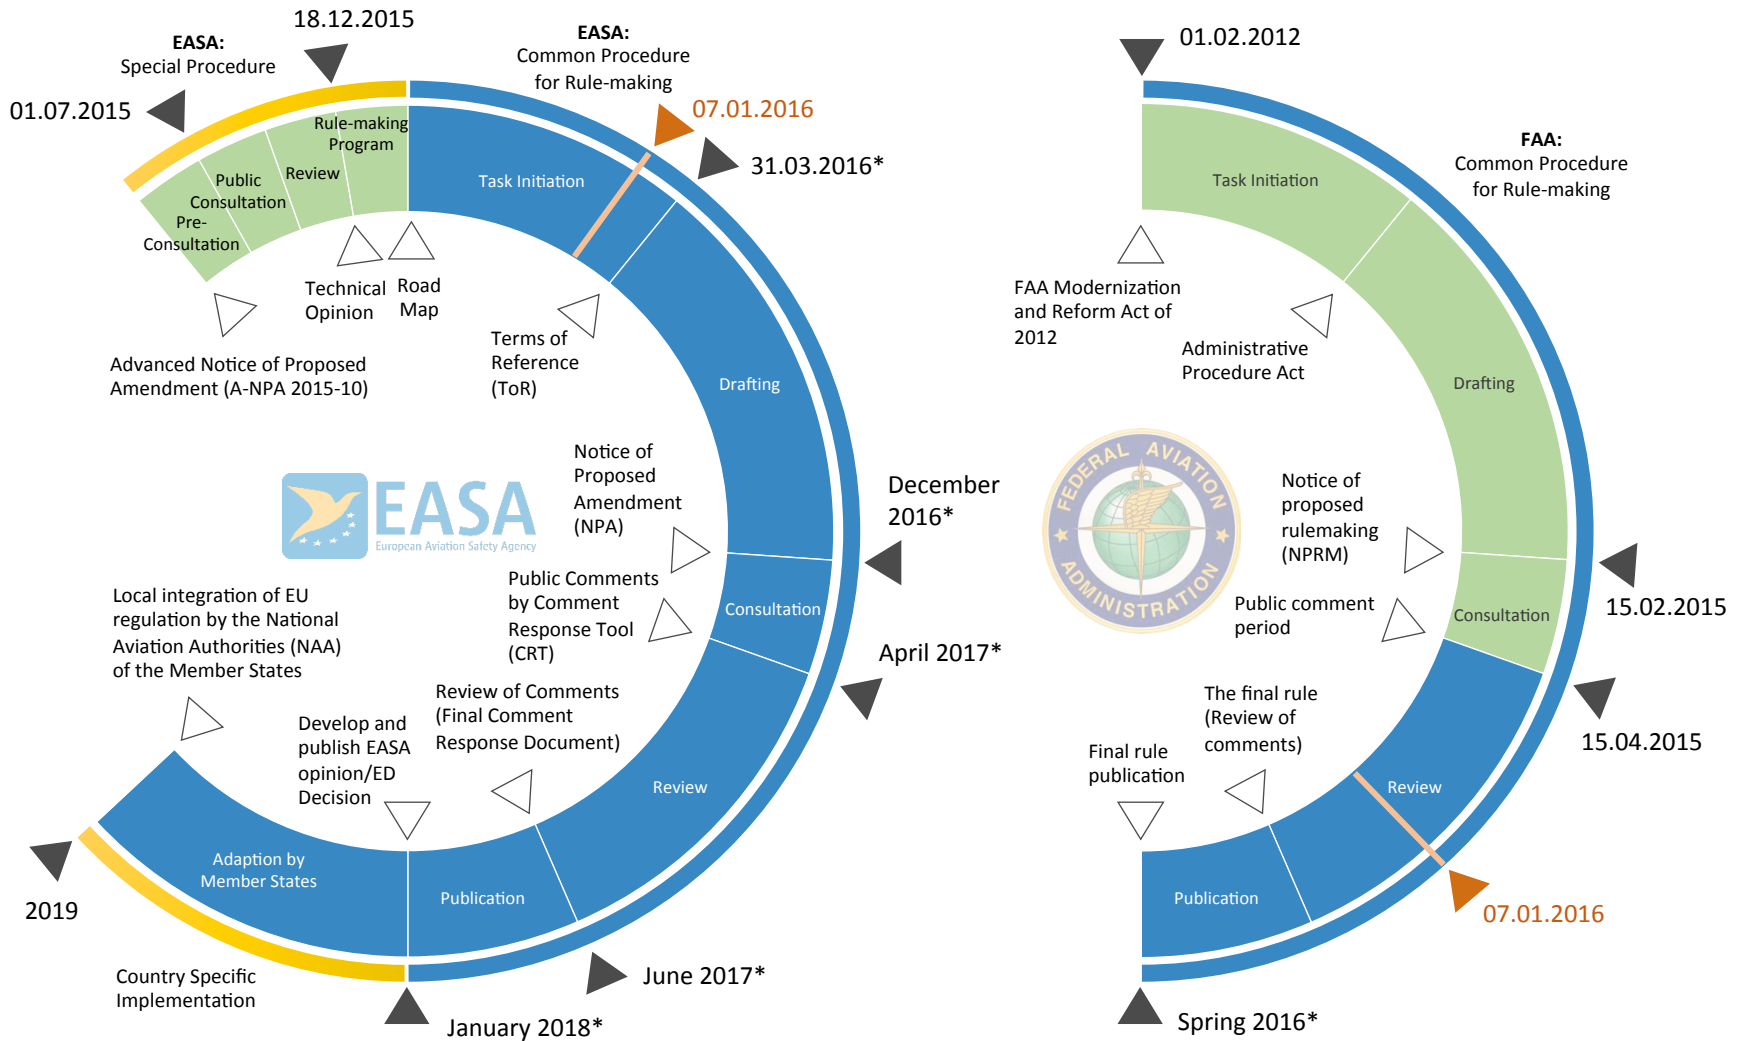 18.12.2015
EASA:
Special Procedure
01.07.2015
EASA:
Common Procedure
for Rule-making
07.01.2016
31.03.2016*
Rule-making
Program
Review
Public
Consultation
Pre-
Consultation
Task Initiation
Technical
Opinion
Road
Map
Advanced Notice of Proposed
Amendment (A-NPA 2015-10)
Terms of
Reference
(ToR)
Drafting
Notice of
Proposed
Amendment
(NPA)
December
2016*
EASA
European Aviation Safety Agency
Public Comments
by Comment
Response Tool
(CRT)
Consultation
April 2017*
Local integration of EU
regulation by the National
Aviation Authorities (NAA)
of the Member States
Review of Comments
(Final Comment
Response Document)
Develop and
publish EASA
opinion/ED
Decision
Review
Adaption by
Member States
Publication
2019
Country Specific
Implementation
June 2017*
January 2018*
01.02.2012
FAA:
Common Procedure
for Rule-making
Task Initiation
FAA Modernization
and Reform Act of
2012
Administrative
Procedure Act
Drafting
FEDERAL AVIATION
ADMINISTRATION
Notice of
proposed
rulemaking
(NPRM)
15.02.2015
Public comment
period
Consultation
15.04.2015
The final rule
(Review of
comments)
Final rule
publication
Review
Publication
07.01.2016
Spring 2016*